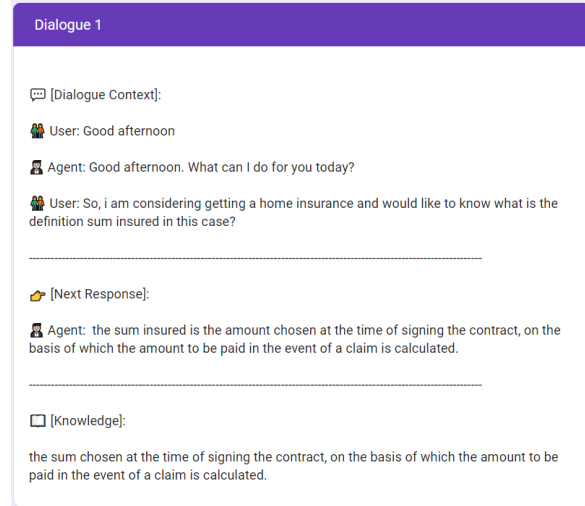 Dialogue 1
💬 [Dialogue Context]:
User: Good afternoon
Agent: Good afternoon. What can I do for you today?
User: So, i am considering getting a home insurance and would like to know what is the
definition sum insured in this case?
--------------------------------------------------------------------------------------------------------------------------
👉 [Next Response]:
Agent:  the sum insured is the amount chosen at the time of signing the contract, on the
basis of which the amount to be paid in the event of a claim is calculated.
--------------------------------------------------------------------------------------------------------------------------
📖 [Knowledge]:
the sum chosen at the time of signing the contract, on the basis of which the amount to be
paid in the event of a claim is calculated.